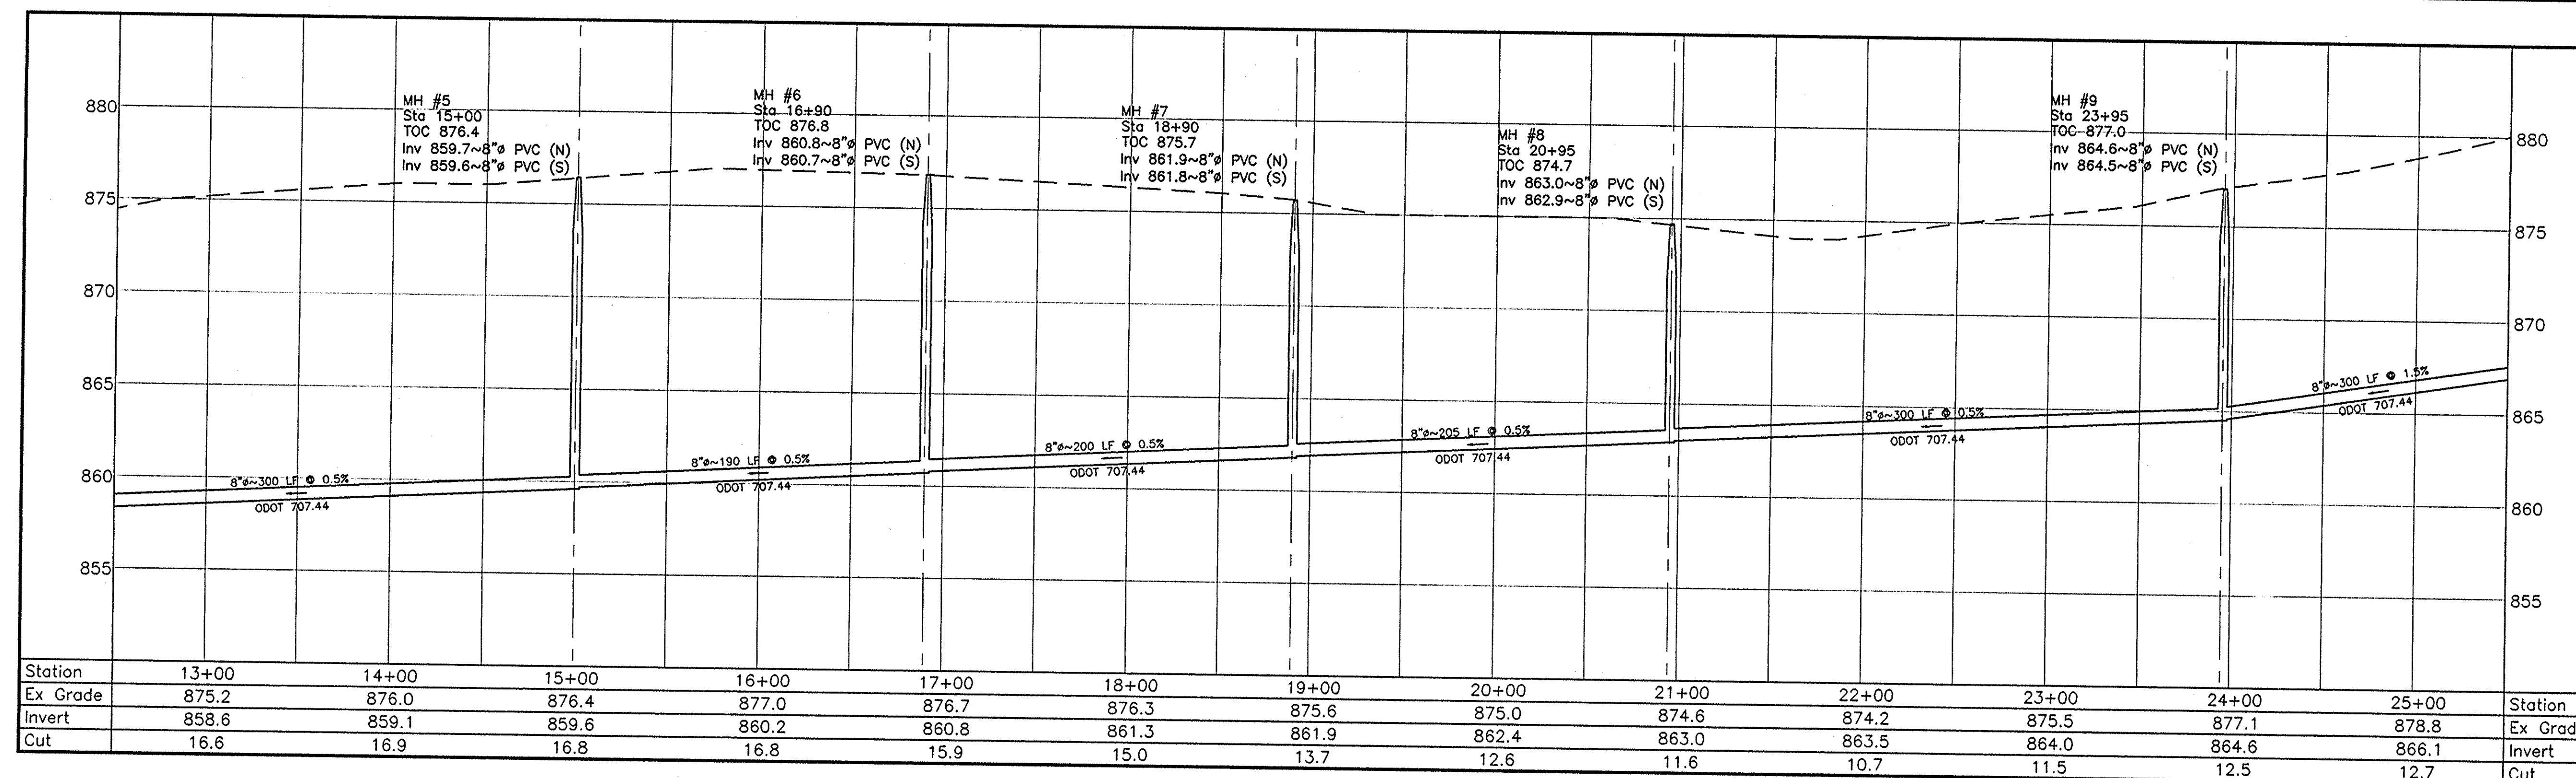 MH #5
Sta 15+00
TOC 876.4
Inv 859.7~8"ø PVC (N)
Inv 859.6~8"ø PVC (S)
MH #6
Sta 16+90
TOC 876.8
Inv 860.8~8"ø PVC (N)
Inv 860.7~8"ø PVC (S)
MH #7
Sta 18+90
TOC 875.7
Inv 861.9~8"ø PVC (N)
Inv 861.8~8"ø PVC (S)
MH #8
Sta 20+95
TOC 874.7
Inv 863.0~8"ø PVC (N)
Inv 862.9~8"ø PVC (S)
MH #9
Sta 23+95
TOC 877.0
Inv 864.6~8"ø PVC (N)
Inv 864.5~8"ø PVC (S)
880
875
870
865
860
855
880
875
870
865
860
855
8"ø~300 LF @ 0.5%
ODOT 707.44
8"ø~190 LF @ 0.5%
ODOT 707.44
8"ø~200 LF @ 0.5%
ODOT 707.44
8"ø~205 LF @ 0.5%
ODOT 707.44
8"ø~300 LF @ 0.5%
ODOT 707.44
8"ø~300 LF @ 1.5%
ODOT 707.44
Station 13+00 14+00 15+00 16+00 17+00 18+00 19+00 20+00 21+00 22+00 23+00 24+00 25+00 Station
Ex Grade 875.2 876.0 876.4 877.0 876.7 876.3 875.6 875.0 874.6 874.2 875.5 877.1 878.8 Ex Grad
Invert 858.6 859.1 859.6 860.2 860.8 861.3 861.9 862.4 863.0 863.5 864.0 864.6 866.1 Invert
Cut 16.6 16.9 16.8 16.8 15.9 15.0 13.7 12.6 11.6 10.7 11.5 12.5 12.7 Cut